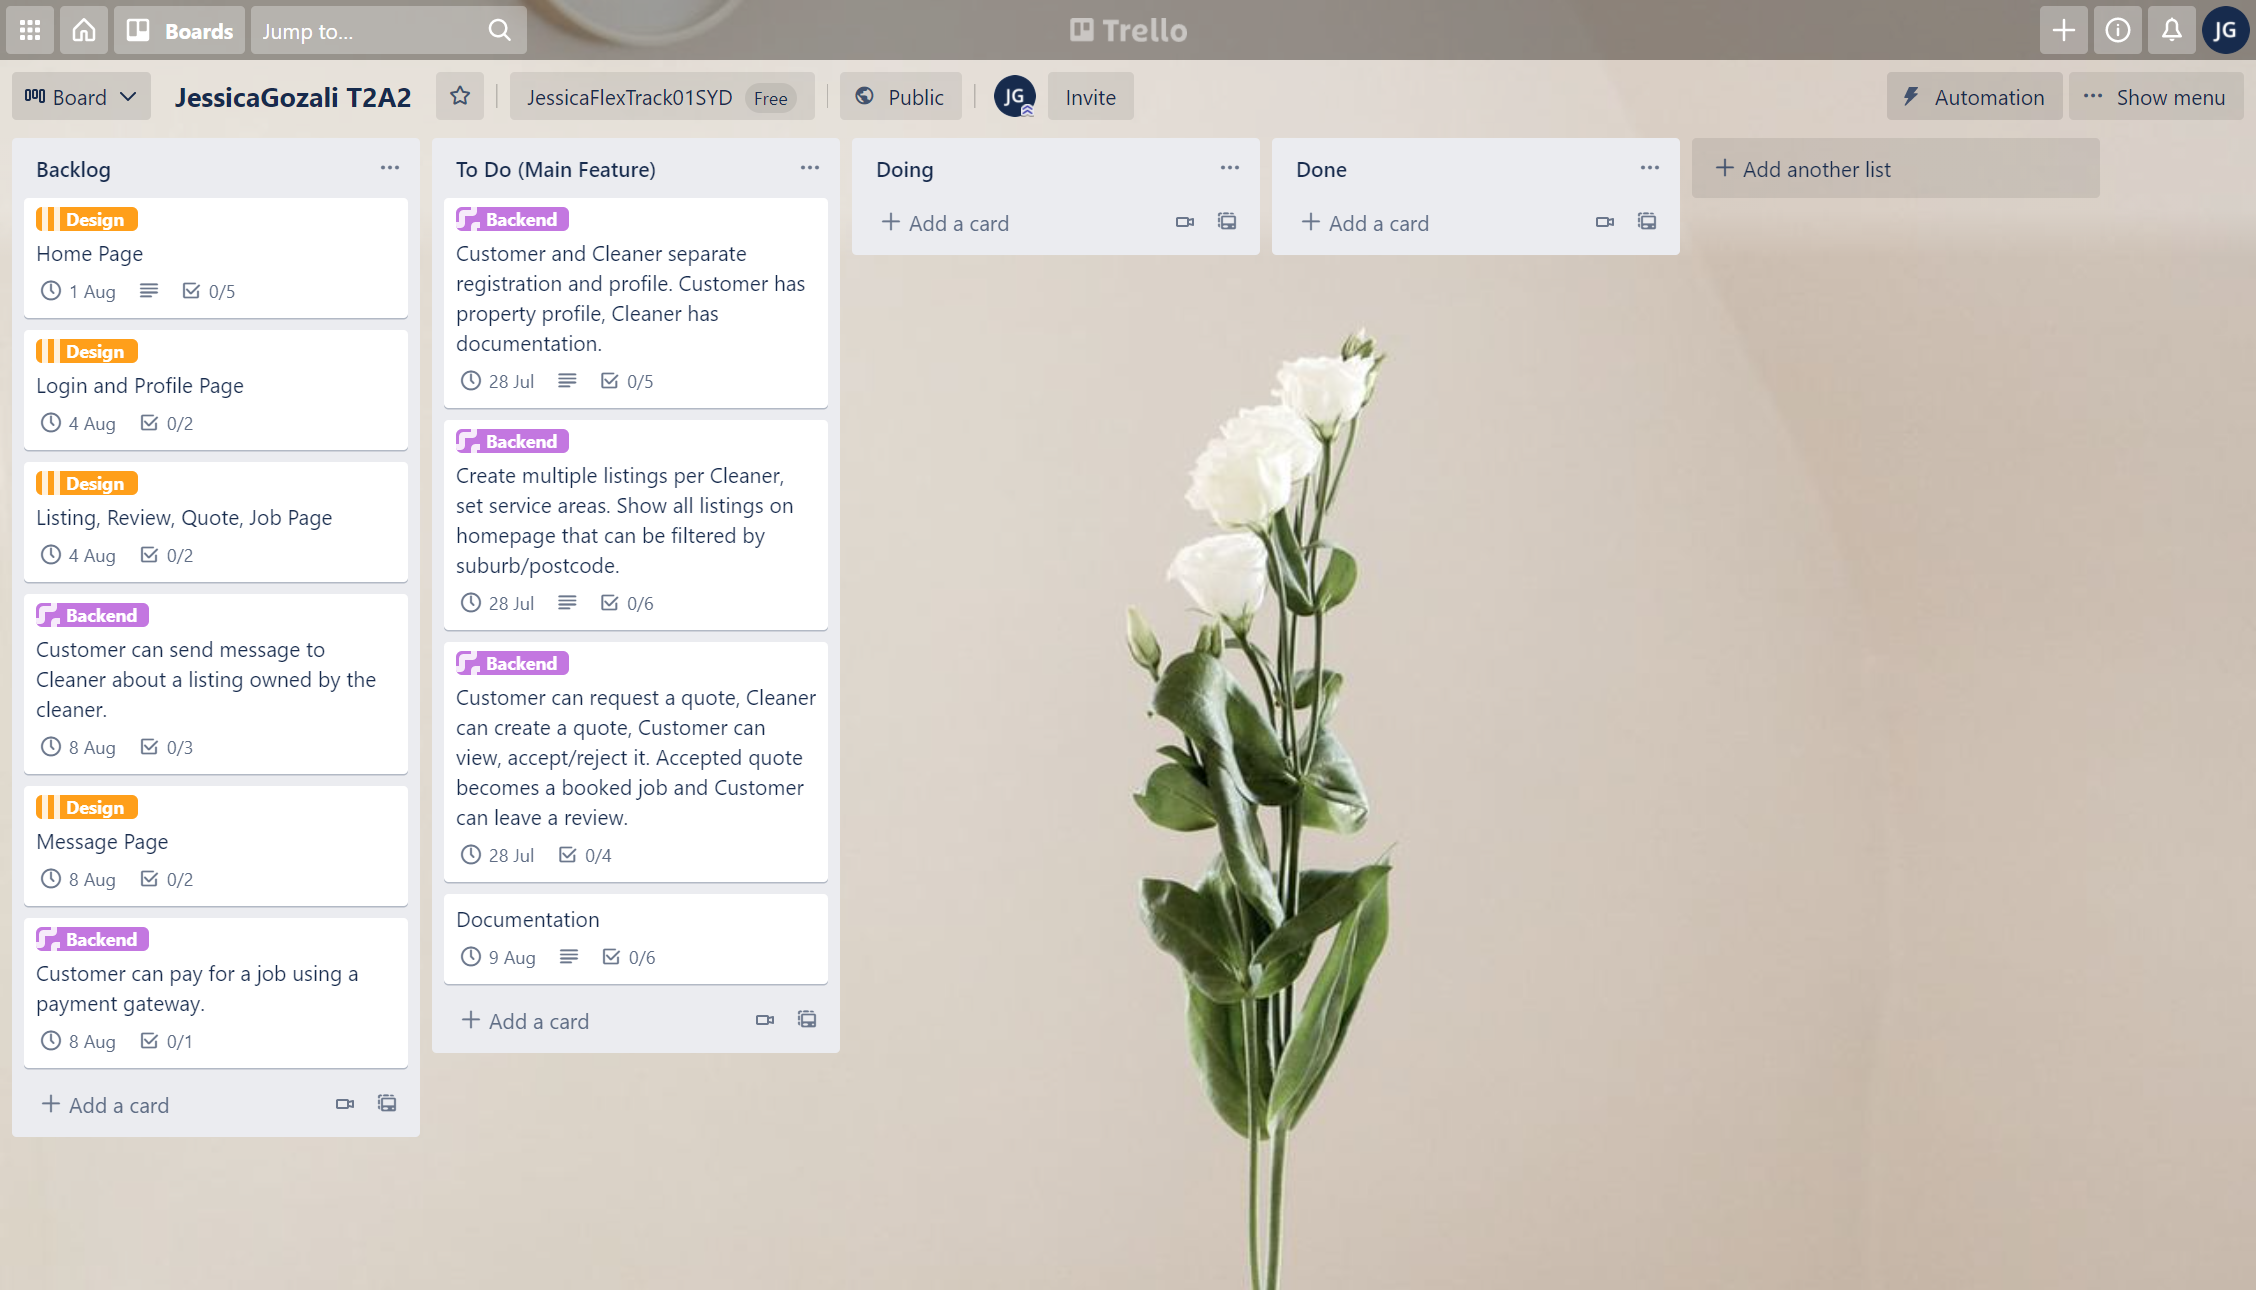 Boards
Jump to...
Trello
JG
Board
JessicaGozali T2A2
JessicaFlexTrack01SYD Free
Public
JG
Invite
Automation
Show menu
Backlog
Design
Home Page
1 Aug 0/5
Design
Login and Profile Page
4 Aug 0/2
Design
Listing, Review, Quote, Job Page
4 Aug 0/2
Backend
Customer can send message to
Cleaner about a listing owned by the
cleaner.
8 Aug 0/3
Design
Message Page
8 Aug 0/2
Backend
Customer can pay for a job using a
payment gateway.
8 Aug 0/1
Add a card
To Do (Main Feature)
Backend
Customer and Cleaner separate
registration and profile. Customer has
property profile, Cleaner has
documentation.
28 Jul 0/5
Backend
Create multiple listings per Cleaner,
set service areas. Show all listings on
homepage that can be filtered by
suburb/postcode.
28 Jul 0/6
Backend
Customer can request a quote, Cleaner
can create a quote, Customer can
view, accept/reject it. Accepted quote
becomes a booked job and Customer
can leave a review.
28 Jul 0/4
Documentation
9 Aug 0/6
Add a card
Doing
Add a card
Done
Add a card
Add another list